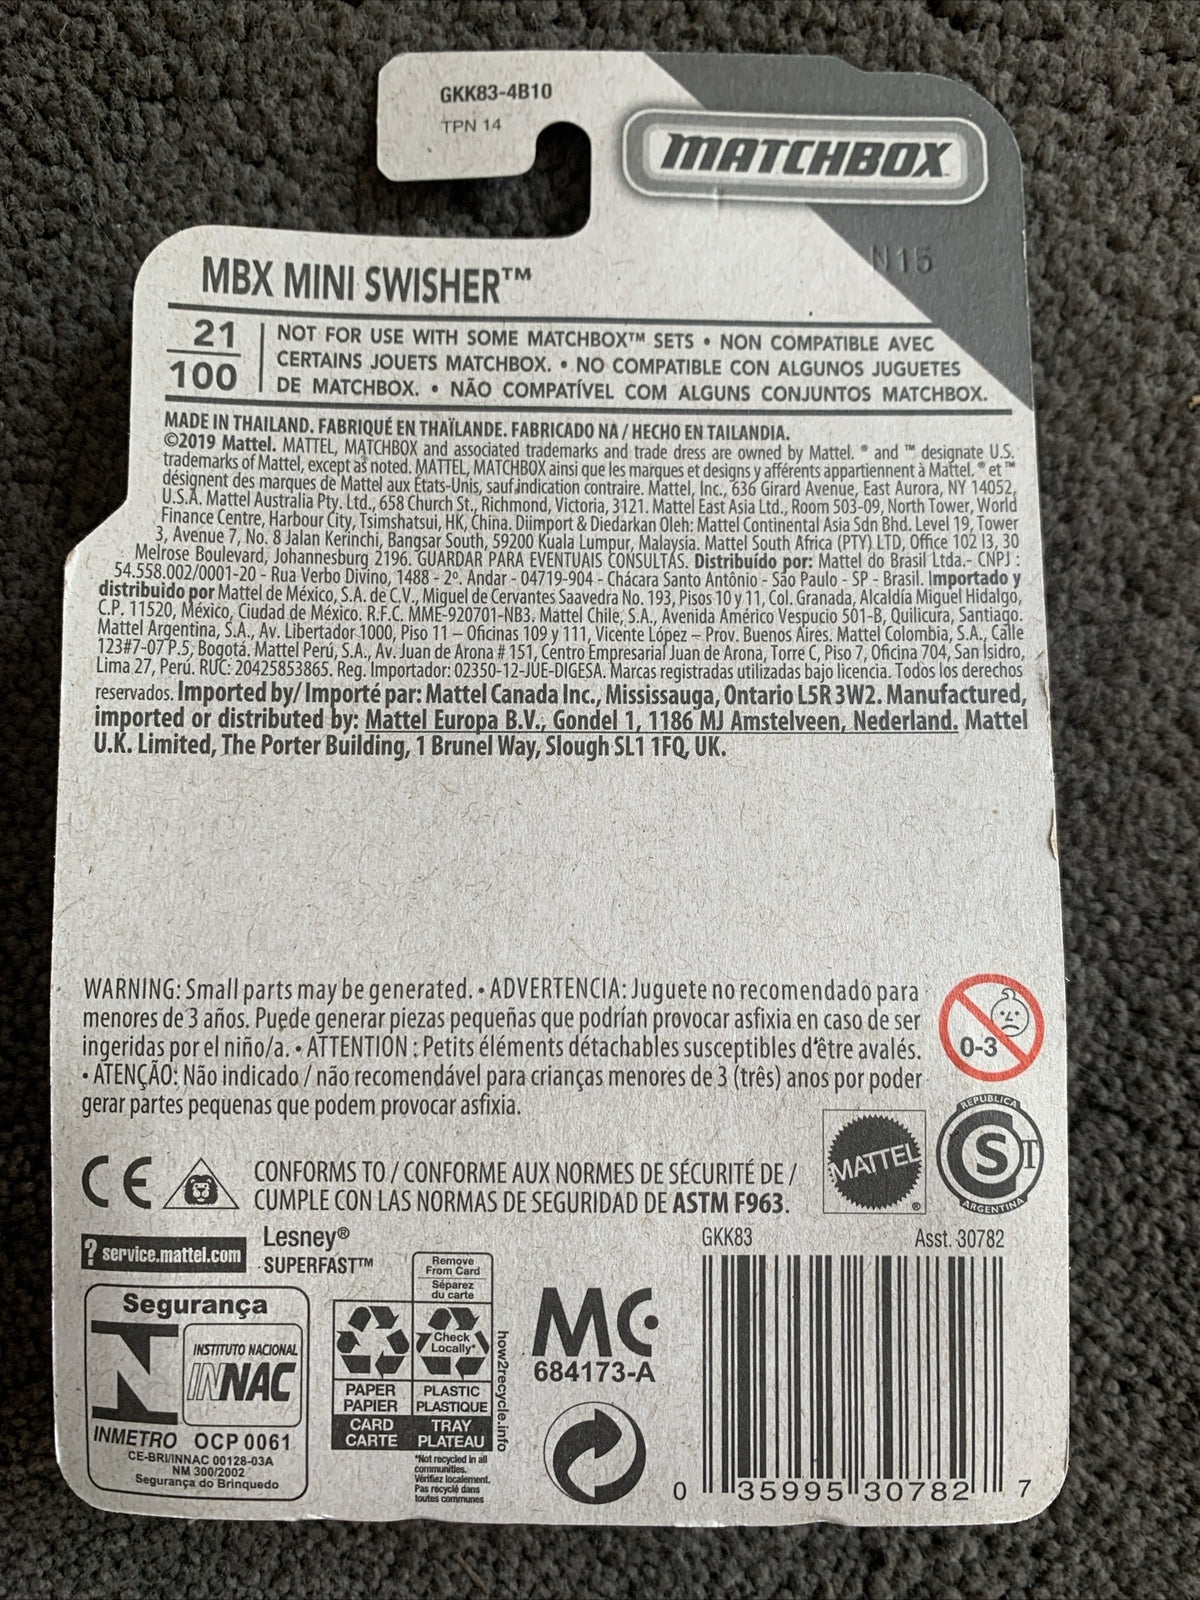 GKK83-4B10
TPN 14
MATCHBOX
N15
MBX MINI SWISHER™
21
100
NOT FOR USE WITH SOME MATCHBOX™ SETS • NON COMPATIBLE AVEC
CERTAINS JOUETS MATCHBOX. • NO COMPATIBLE CON ALGUNOS JUGUETES
DE MATCHBOX. • NÃO COMPATÍVEL COM ALGUNS CONJUNTOS MATCHBOX.
MADE IN THAILAND. FABRIQUÉ EN THAÏLANDE. FABRICADO NA / HECHO EN TAILANDIA.
©2019 Mattel. MATTEL, MATCHBOX and associated trademarks and trade dress are owned by Mattel. ® and ™ designate U.S.
trademarks of Mattel, except as noted. MATTEL, MATCHBOX ainsi que les marques et designs y afférents appartiennent à Mattel. ® et ™
désignent des marques de Mattel aux États-Unis, sauf indication contraire. Mattel, Inc., 636 Girard Avenue, East Aurora, NY 14052,
U.S.A. Mattel Australia Pty. Ltd., 658 Church St., Richmond, Victoria, 3121. Mattel East Asia Ltd., Room 503-09, North Tower, World
Finance Centre, Harbour City, Tsimshatsui, HK, China. Diimport & Diedarkan Oleh: Mattel Continental Asia Sdn Bhd. Level 19, Tower
3, Avenue 7, No. 8 Jalan Kerinchi, Bangsar South, 59200 Kuala Lumpur, Malaysia. Mattel South Africa (PTY) LTD, Office 102 I3, 30
Melrose Boulevard, Johannesburg 2196. GUARDAR PARA EVENTUAIS CONSULTAS. Distribuído por: Mattel do Brasil Ltda.- CNPJ :
54.558.002/0001-20 - Rua Verbo Divino, 1488 - 2º. Andar - 04719-904 - Chácara Santo Antônio - São Paulo - SP - Brasil. Importado y
distribuido por Mattel de México, S.A. de C.V., Miguel de Cervantes Saavedra No. 193, Pisos 10 y 11, Col. Granada, Alcaldía Miguel Hidalgo,
C.P. 11520, México, Ciudad de México. R.F.C. MME-920701-NB3. Mattel Chile, S.A., Avenida Américo Vespucio 501-B, Quilicura, Santiago.
Mattel Argentina, S.A., Av. Libertador 1000, Piso 11 – Oficinas 109 y 111, Vicente López – Prov. Buenos Aires. Mattel Colombia, S.A., Calle
123#7-07 P.5, Bogotá. Mattel Perú, S.A., Av. Juan de Arona # 151, Centro Empresarial Juan de Arona, Torre C, Piso 7, Oficina 704, San Isidro,
Lima 27, Perú. RUC: 20425853865. Reg. Importador: 02350-12-JUE-DIGESA. Marcas registradas utilizadas bajo licencia. Todos los derechos
reservados. Imported by/ Importé par: Mattel Canada Inc., Mississauga, Ontario L5R 3W2. Manufactured,
imported or distributed by: Mattel Europa B.V., Gondel 1, 1186 MJ Amstelveen, Nederland. Mattel
U.K. Limited, The Porter Building, 1 Brunel Way, Slough SL1 1FQ, UK.
WARNING: Small parts may be generated. • ADVERTENCIA: Juguete no recomendado para
menores de 3 años. Puede generar piezas pequeñas que podrían provocar asfixia en caso de ser
ingeridas por el niño/a. • ATTENTION : Petits éléments détachables susceptibles d'être avalés.
• ATENÇÃO: Não indicado / não recomendável para crianças menores de 3 (três) anos por poder
gerar partes pequenas que podem provocar asfixia.
0-3
CE
CONFORMS TO / CONFORME AUX NORMES DE SÉCURITÉ DE /
CUMPLE CON LAS NORMAS DE SEGURIDAD DE ASTM F963.
MATTEL
®
REPUBLICA
S T
ARGENTINA
? service.mattel.com
Lesney®
SUPERFAST™
GKK83
Asst. 30782
Segurança
INSTITUTO NACIONAL
INNAC
INMETRO OCP 0061
CE-BRI/INNAC 00128-03A
NM 300/2002
Segurança do Brinquedo
Remove
From Card
Séparez
du carte
Check
Locally*
PAPER
PAPIER
PLASTIC
PLASTIQUE
CARD
CARTE
TRAY
PLATEAU
*Not recycled in all
communities.
Vérifiez localement.
Pas recyclé dans
toutes communes
how2recycle.info
MC
684173-A
0 35995 30782 7